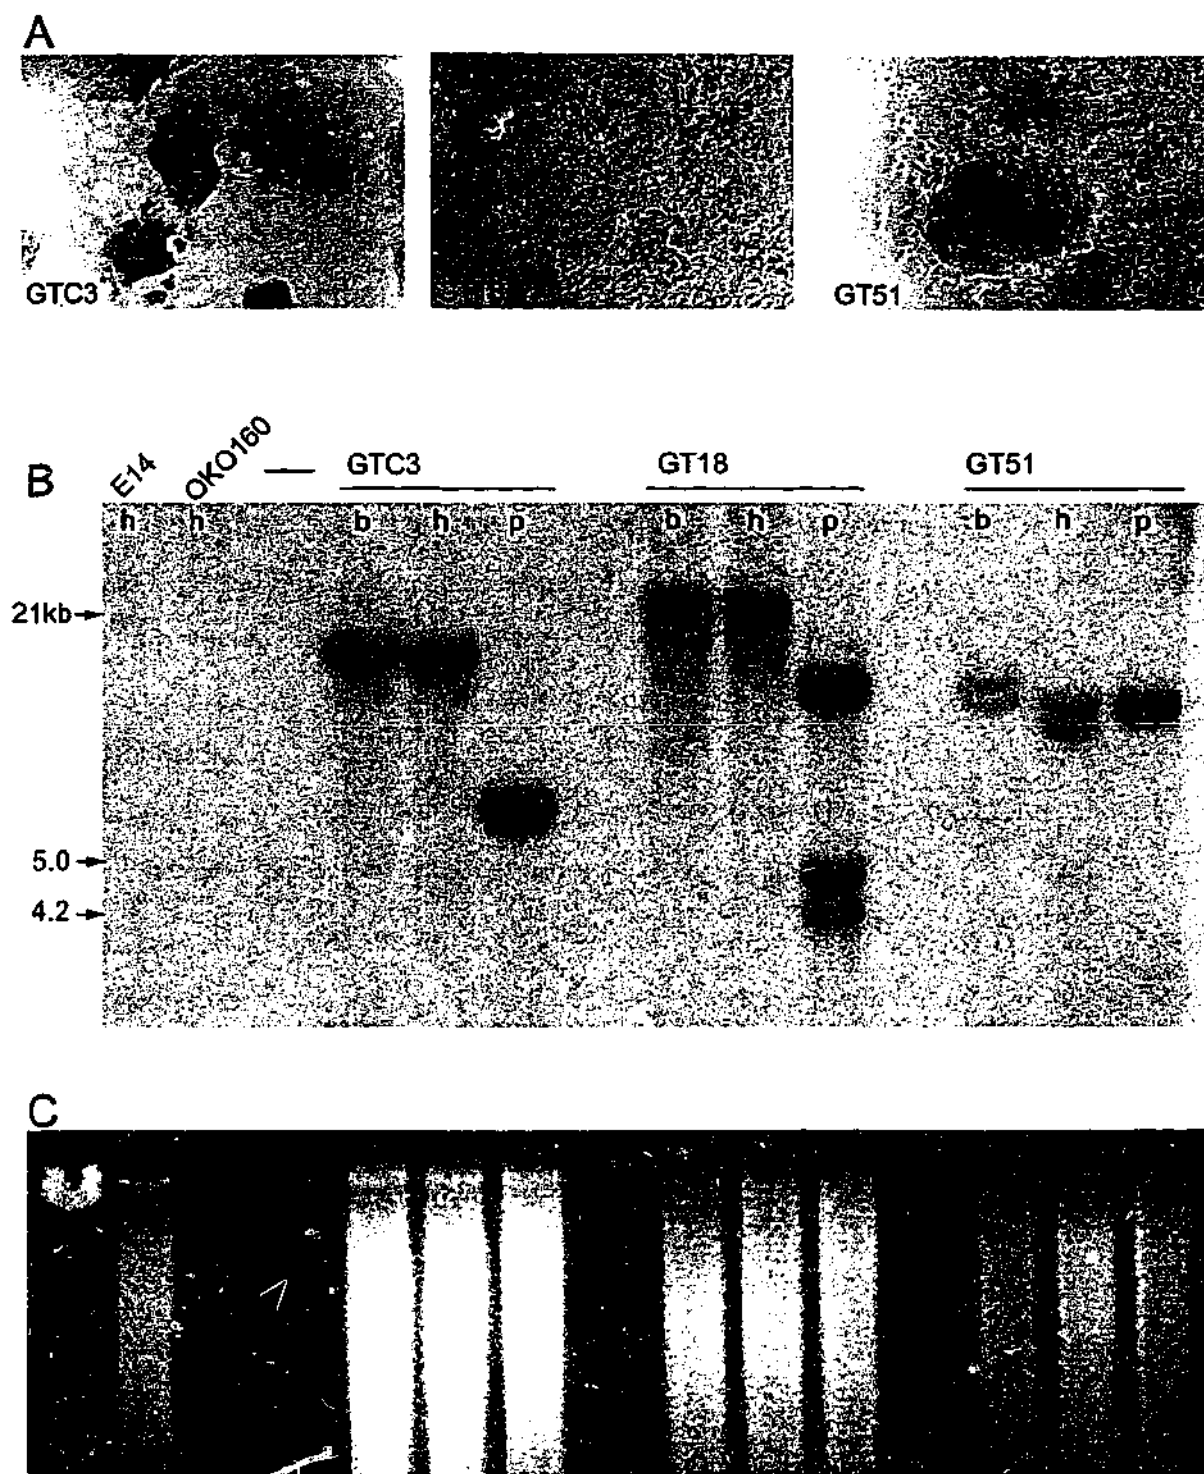 A
GTC3
GT51
B
E14 OKO160 GTC3 GT18 GT51
h h b h p b h p b h p
21kb
5.0
4.2
C